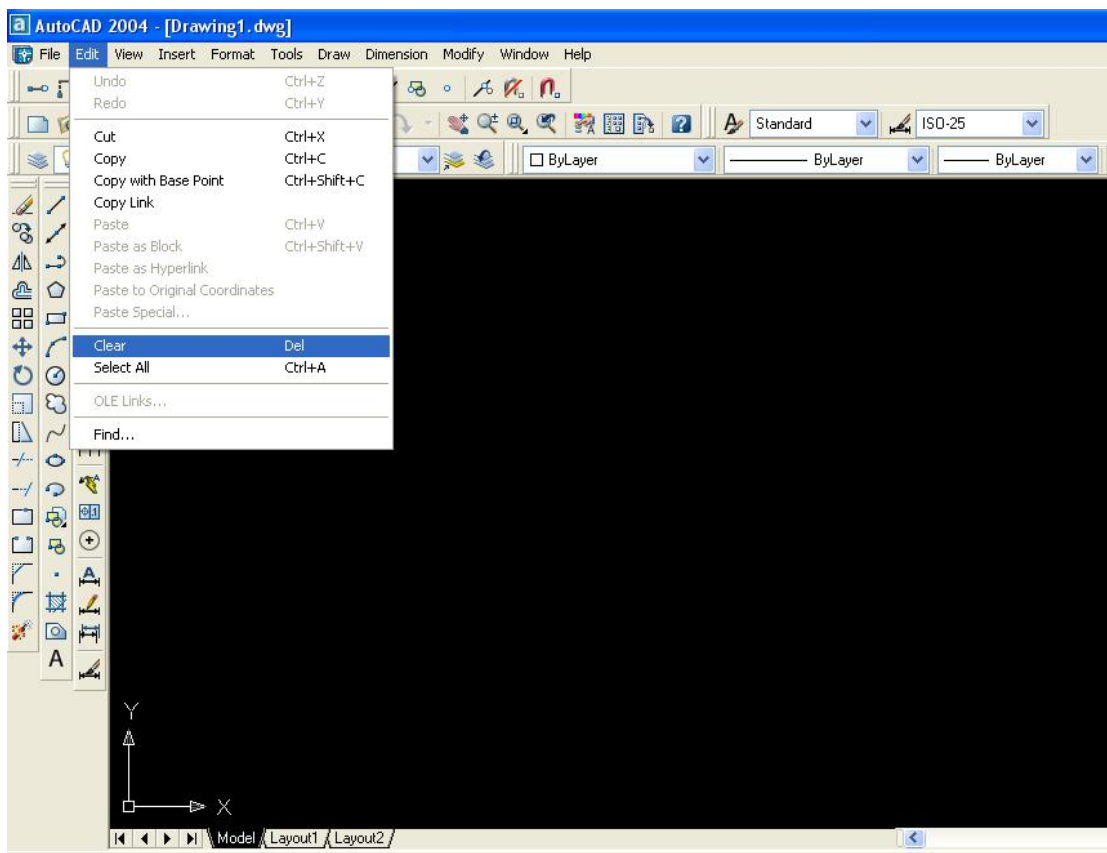 AutoCAD 2004 - [Drawing1.dwg]
File Edit View Insert Format Tools Draw Dimension Modify Window Help
Undo Ctrl+Z
Redo Ctrl+Y
Cut Ctrl+X
Copy Ctrl+C
Copy with Base Point Ctrl+Shift+C
Copy Link
Paste Ctrl+V
Paste as Block Ctrl+Shift+V
Paste as Hyperlink
Paste to Original Coordinates
Paste Special...
Clear Del
Select All Ctrl+A
OLE Links...
Find...
Standard ISO-25
ByLayer ByLayer ByLayer
A
Y
X
Model Layout1 Layout2